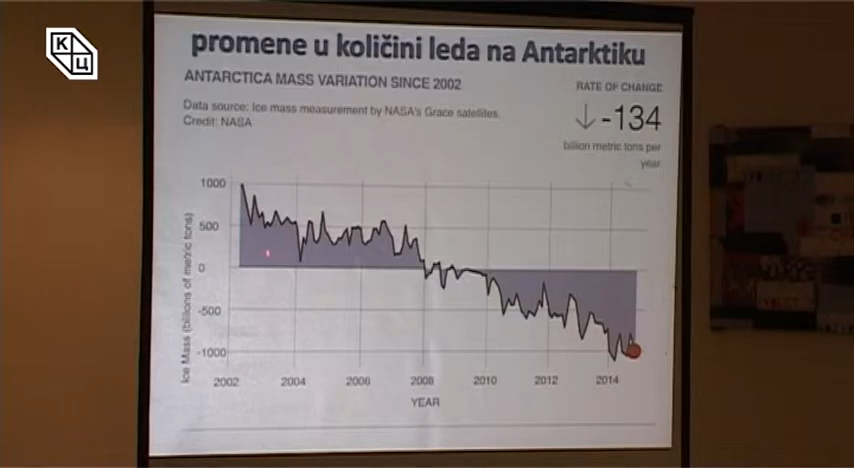 К
Ц
promene u količini leda na Antarktiku
ANTARCTICA MASS VARIATION SINCE 2002
RATE OF CHANGE
Data source: Ice mass measurement by NASA's Grace satellites.
Credit: NASA
↓ -134
billion metric tons per
year
Ice Mass (billions of metric tons)
1000
500
0
-500
-1000
2002 2004 2006 2008 2010 2012 2014
YEAR